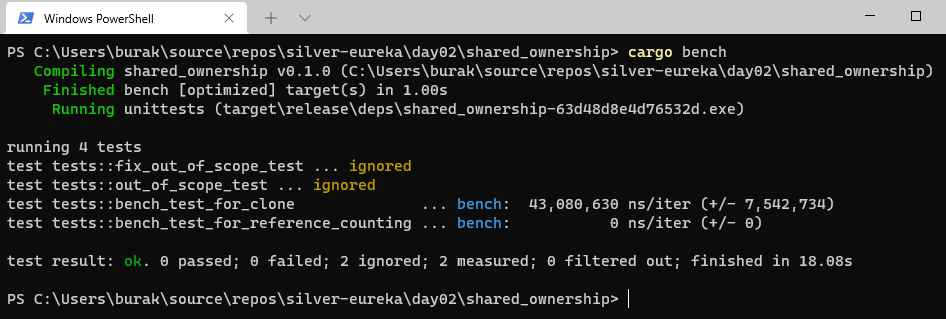 Windows PowerShell
PS C:\Users\burak\source\repos\silver-eureka\day02\shared_ownership> cargo bench
   Compiling shared_ownership v0.1.0 (C:\Users\burak\source\repos\silver-eureka\day02\shared_ownership)
    Finished bench [optimized] target(s) in 1.00s
     Running unittests (target\release\deps\shared_ownership-63d48d8e4d76532d.exe)

running 4 tests
test tests::fix_out_of_scope_test ... ignored
test tests::out_of_scope_test ... ignored
test tests::bench_test_for_clone              ... bench:  43,080,630 ns/iter (+/- 7,542,734)
test tests::bench_test_for_reference_counting ... bench:           0 ns/iter (+/- 0)

test result: ok. 0 passed; 0 failed; 2 ignored; 2 measured; 0 filtered out; finished in 18.08s

PS C:\Users\burak\source\repos\silver-eureka\day02\shared_ownership>